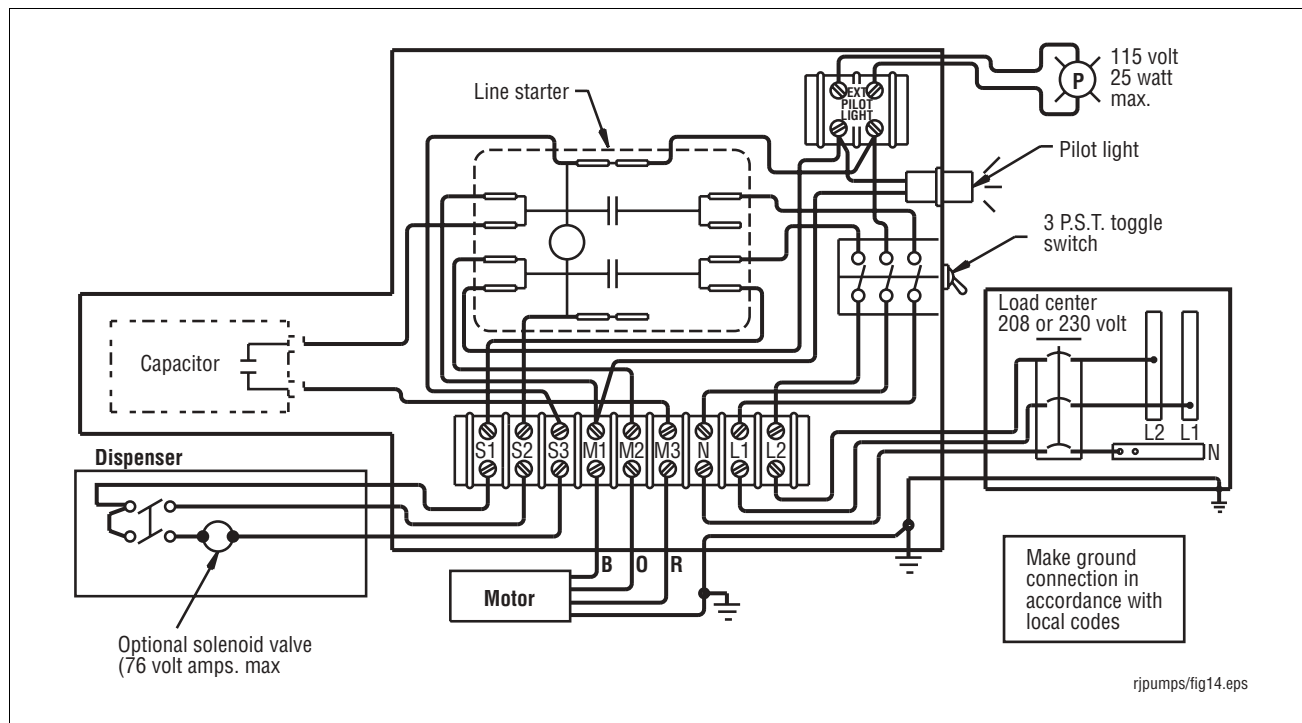 115 volt
25 watt
max.
P
EXT
PILOT
LIGHT
Line starter
Pilot light
3 P.S.T. toggle
switch
Load center
208 or 230 volt
Capacitor
L2 L1
N
S1 S2 S3 M1 M2 M3 N L1 L2
Dispenser
B O R
Motor
Make ground
connection in
accordance with
local codes
Optional solenoid valve
(76 volt amps. max
rjpumps/fig14.eps